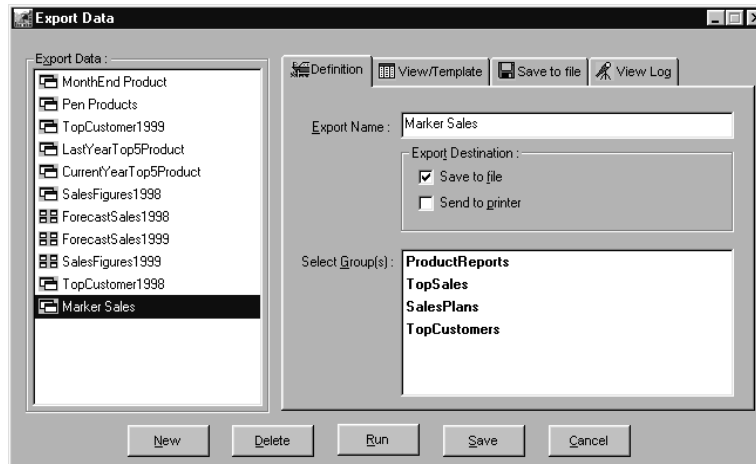 Export Data
Export Data :
MonthEnd Product
Pen Products
TopCustomer1999
LastYearTop5Product
CurrentYearTop5Product
SalesFigures1998
ForecastSales1998
ForecastSales1999
SalesFigures1999
TopCustomer1998
Marker Sales
Definition
View/Template
Save to file
View Log
Export Name :
Marker Sales
Export Destination :
Save to file
Send to printer
Select Group(s) :
ProductReports
TopSales
SalesPlans
TopCustomers
New
Delete
Run
Save
Cancel